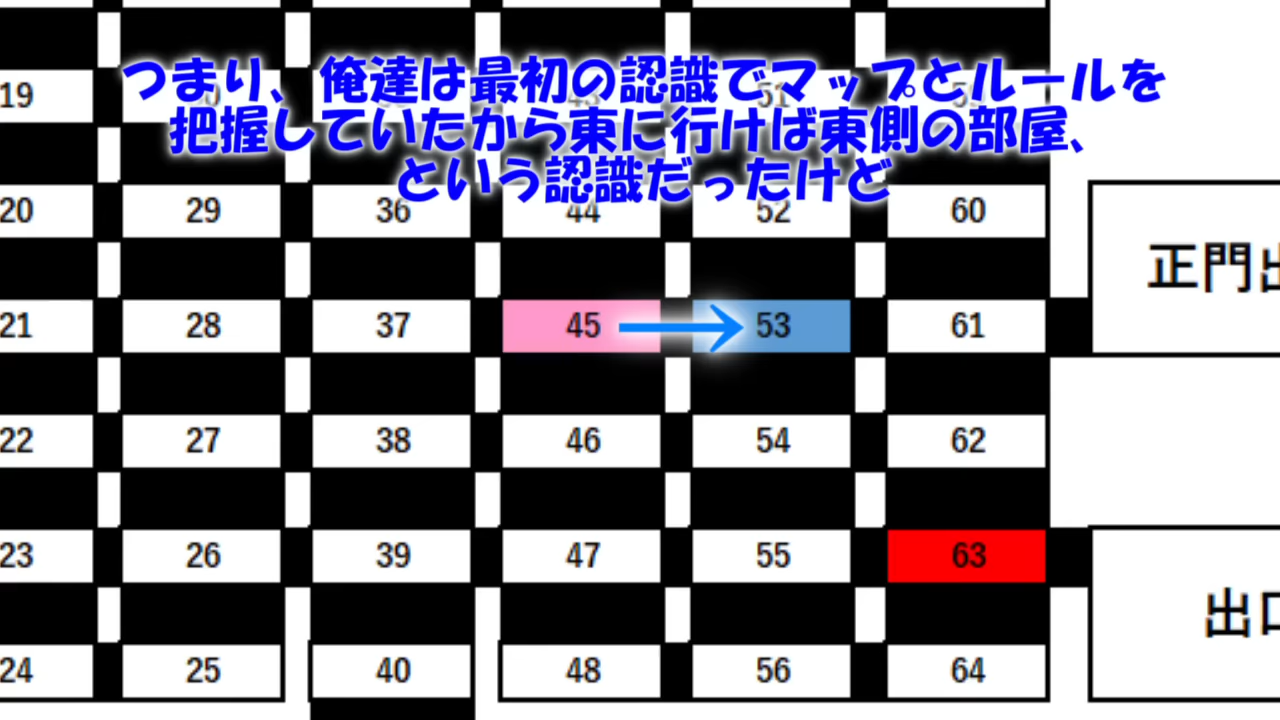 つまり、俺達は最初の認識でマップとルールを
把握していたから東に行けば東側の部屋、
という認識だったけど
19
20 29 36 44 52 60
正門出
21 28 37 45 53 61
22 27 38 46 54 62
23 26 39 47 55 63
出口
24 25 40 48 56 64